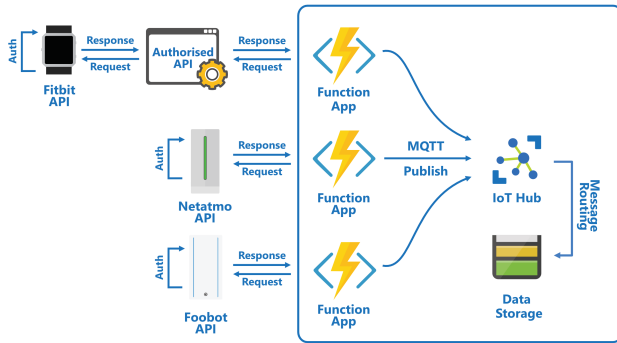 Auth
Fitbit
API
Response
Request
Authorised
API
Response
Request
Function
App
Auth
Netatmo
API
Response
Request
Function
App
MQTT
Publish
IoT Hub
Message
Routing
Auth
Foobot
API
Response
Request
Function
App
Data
Storage